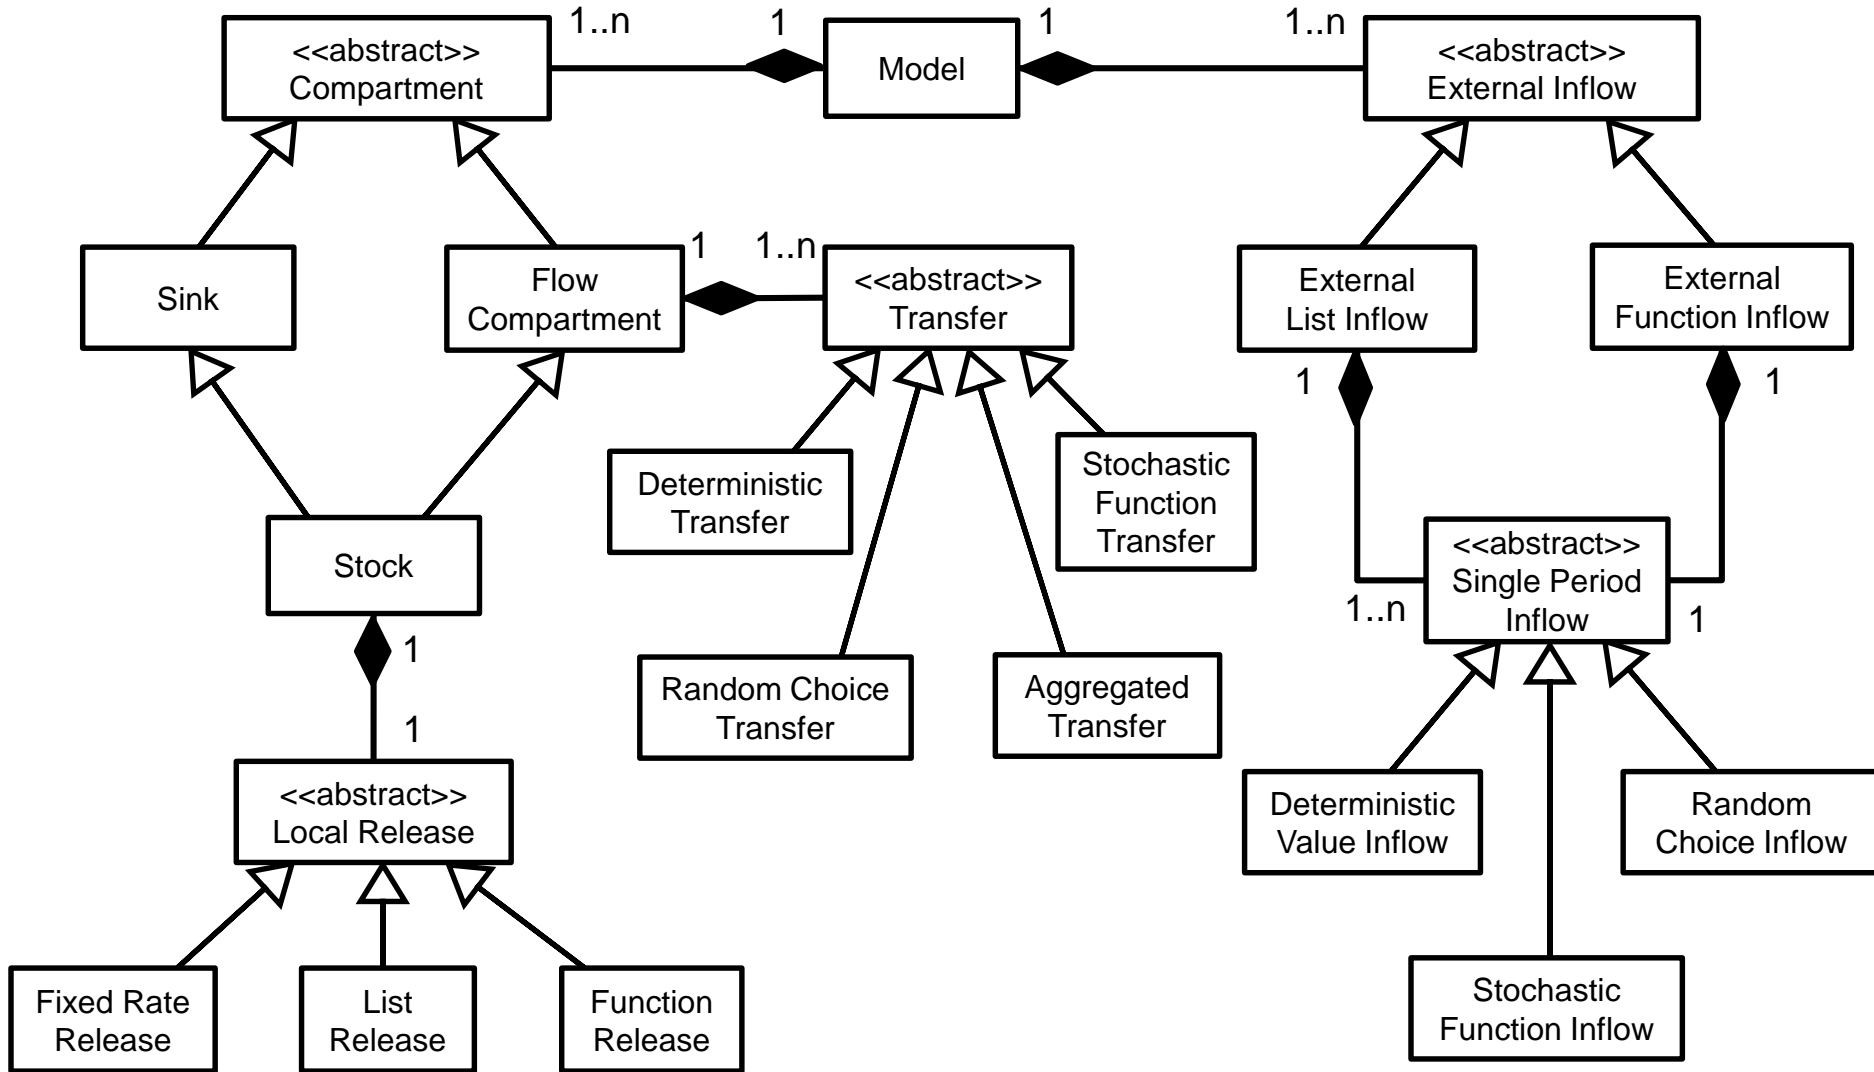 1..n
1
1
1..n
<<abstract>>
Compartment
Model
<<abstract>>
External Inflow
Sink
Flow
Compartment
1
1..n
<<abstract>>
Transfer
External
List Inflow
External
Function Inflow
1
1
Deterministic
Transfer
Stochastic
Function
Transfer
Stock
<<abstract>>
Single Period
Inflow
1..n
1
1
1
Random Choice
Transfer
Aggregated
Transfer
<<abstract>>
Local Release
Deterministic
Value Inflow
Random
Choice Inflow
Fixed Rate
Release
List
Release
Function
Release
Stochastic
Function Inflow